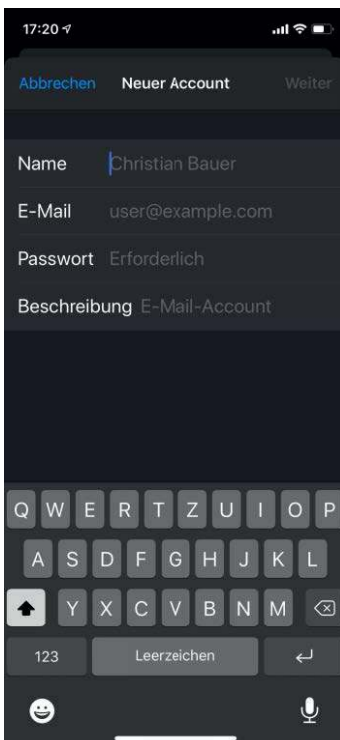 17:20
Abbrechen Neuer Account Weiter
Name Christian Bauer
E-Mail user@example.com
Passwort Erforderlich
Beschreibung E-Mail-Account
Q W E R T Z U I O P
A S D F G H J K L
Y X C V B N M
123 Leerzeichen